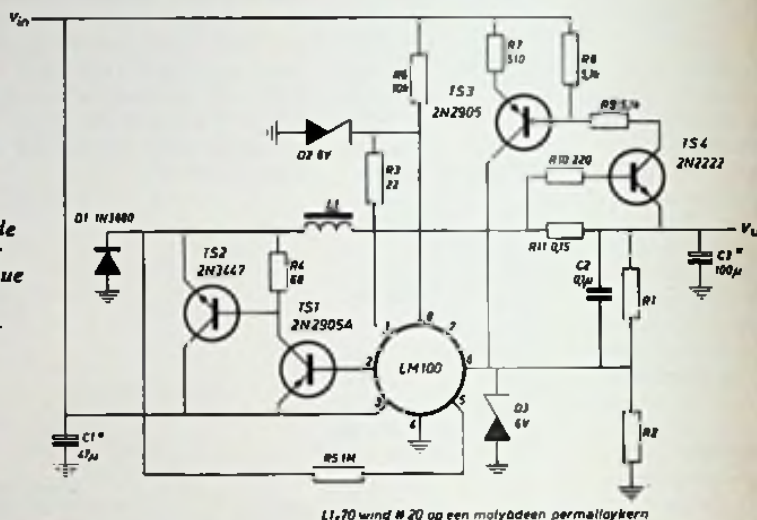 Vin
R7
510
R8
5,1k
R6
10k
TS3
2N2905
R9 5,1k
TS4
2N2222
D2 6V
R3
22
R10 220
de
D1 1N3880
L1
Vu
ue
TS2
2N3447
R4
68
R11 0,15
C3*
100μ
C2
0,1μ
R1
TS1
2N2905A
1
8
7
2
LM100
6
3
4
5
D3
6V
R2
C1*
47μ
R5 1M
L1=70 wind # 20 op een molybdeen permalloykern